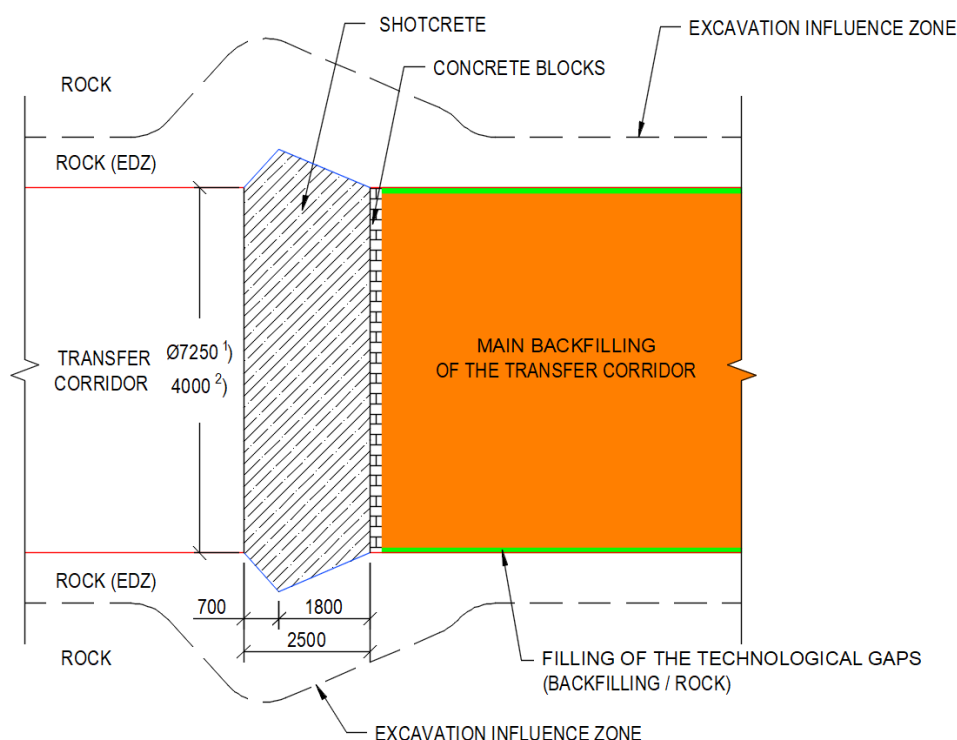 SHOTCRETE
EXCAVATION INFLUENCE ZONE
CONCRETE BLOCKS
ROCK
ROCK (EDZ)
TRANSFER
CORRIDOR
Ø7250 ¹)
4000 ²)
MAIN BACKFILLING
OF THE TRANSFER CORRIDOR
ROCK (EDZ)
700
1800
2500
ROCK
FILLING OF THE TECHNOLOGICAL GAPS
(BACKFILLING / ROCK)
EXCAVATION INFLUENCE ZONE